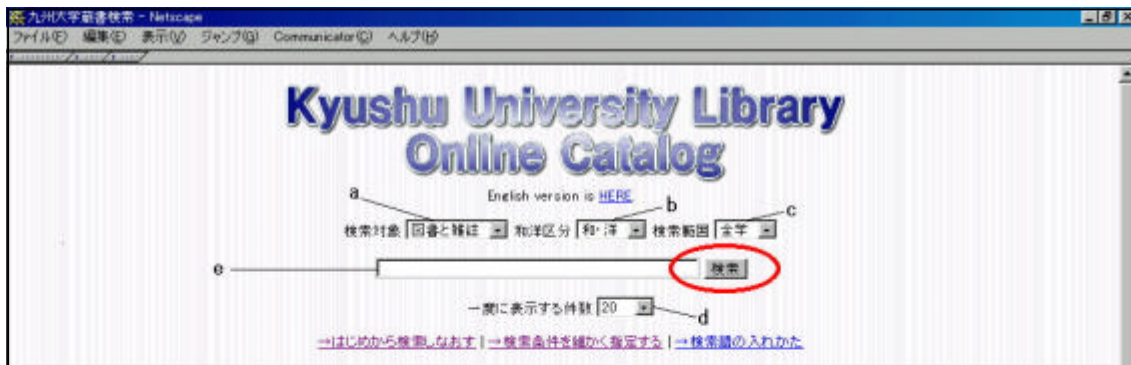 九州大学蔵書検索 - Netscape
ファイル(F) 編集(E) 表示(V) ジャンプ(G) Communicator(C) ヘルプ(H)
Kyushu University Library
Online Catalog
English version is HERE.
a
b
c
検索対象 図書と雑誌 和洋区分 和・洋 検索範囲 全学
e
検索
一度に表示する件数 20
d
→はじめから検索しなおす | →検索条件を細かく指定する | →検索語の入れかた